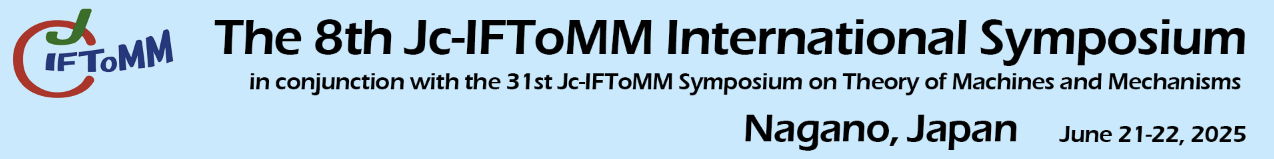 JC IFToMM
The 8th Jc-IFToMM International Symposium
in conjunction with the 31st Jc-IFToMM Symposium on Theory of Machines and Mechanisms
Nagano, Japan June 21-22, 2025